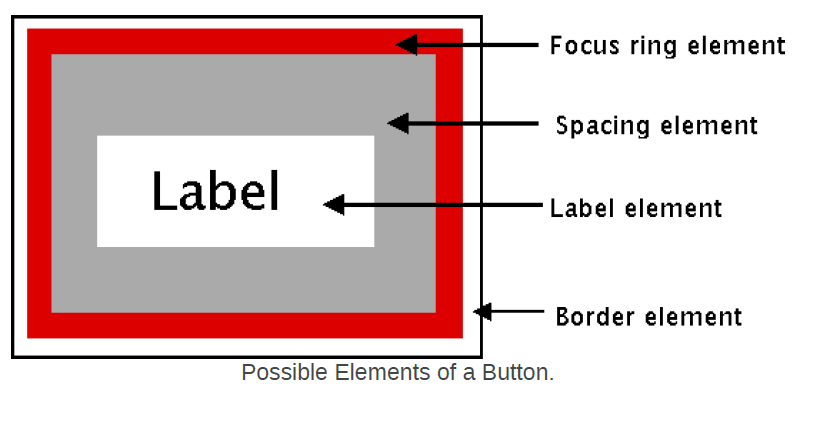 Focus ring element
Spacing element
Label
Label element
Border element
Possible Elements of a Button.